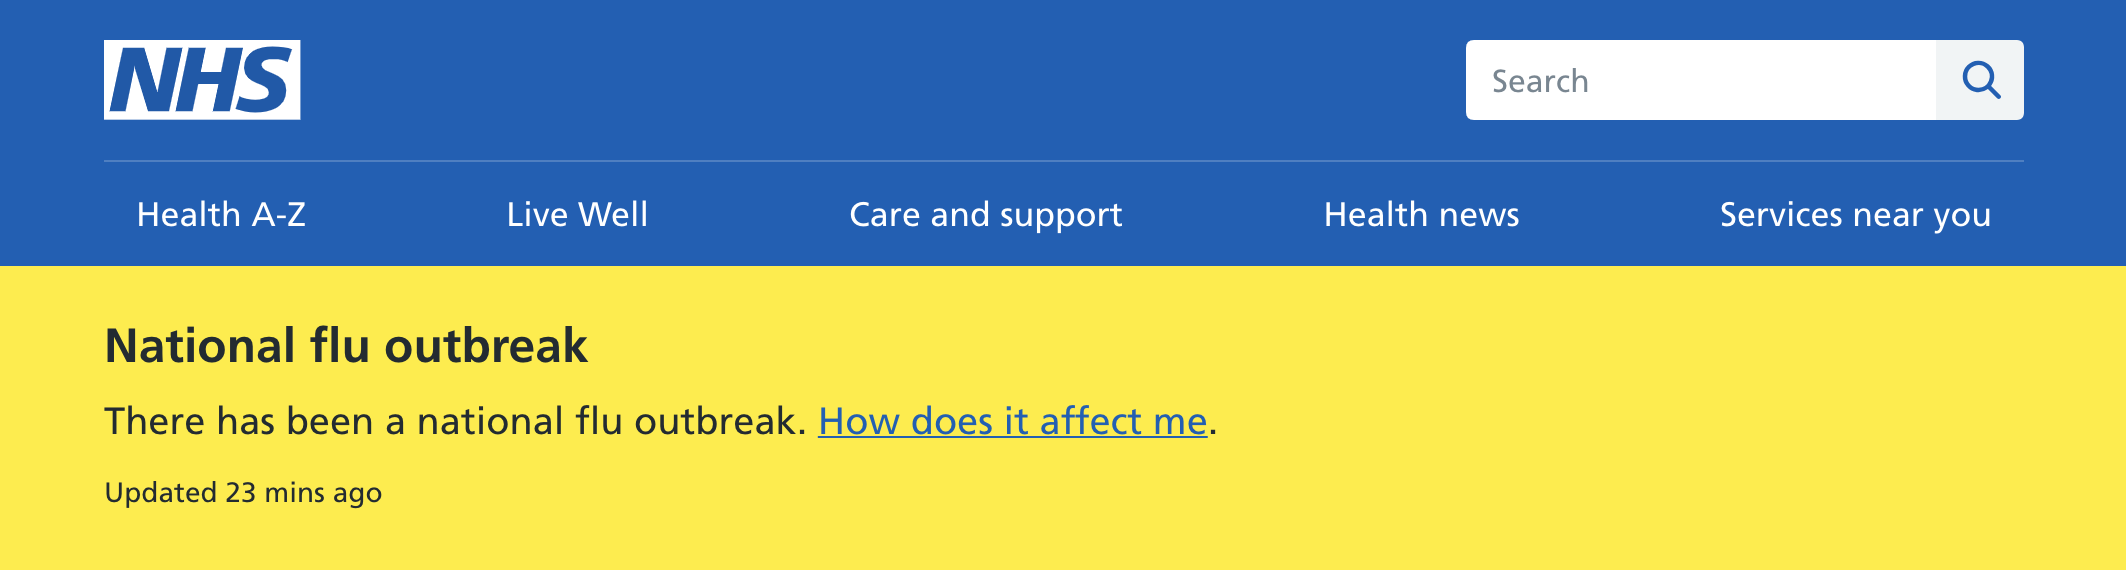 NHS
Search
Health A-Z
Live Well
Care and support
Health news
Services near you
National flu outbreak
There has been a national flu outbreak. How does it affect me.
Updated 23 mins ago